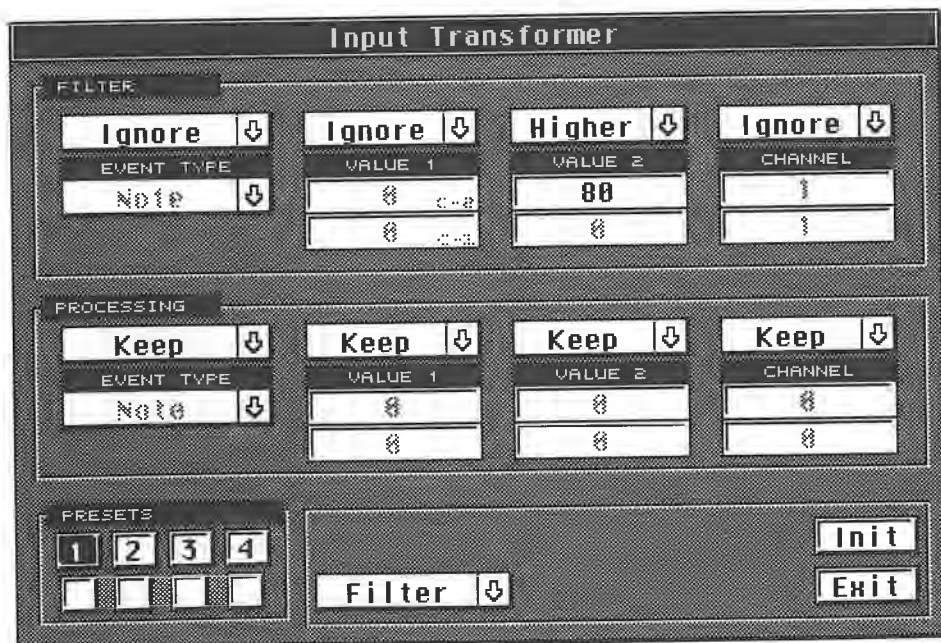 Input Transformer
FILTER
Ignore Ignore Higher Ignore
EVENT TYPE VALUE 1 VALUE 2 CHANNEL
Note 0 80 1
0 0 1
PROCESSING
Keep Keep Keep Keep
EVENT TYPE VALUE 1 VALUE 2 CHANNEL
Note 0 0 0
0 0 0
PRESETS
1 2 3 4
Init
Filter Exit